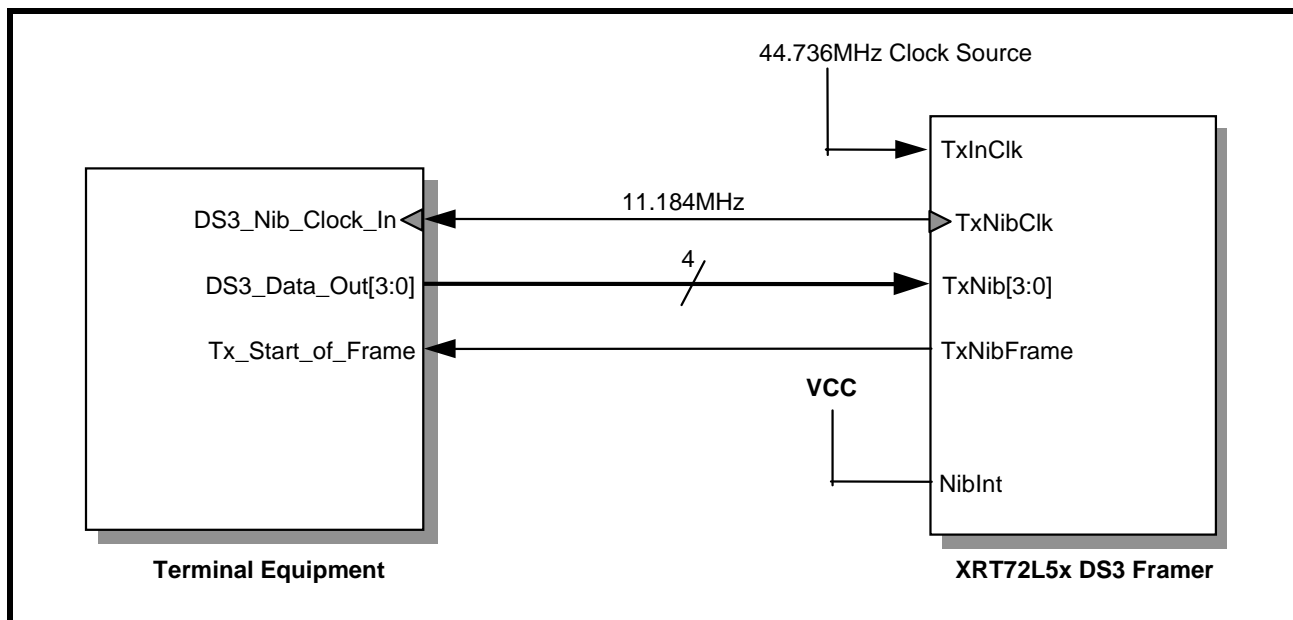 44.736MHz Clock Source
TxInClk
11.184MHz
DS3_Nib_Clock_In
TxNibClk
4
DS3_Data_Out[3:0]
TxNib[3:0]
Tx_Start_of_Frame
TxNibFrame
VCC
NibInt
Terminal Equipment
XRT72L5x DS3 Framer